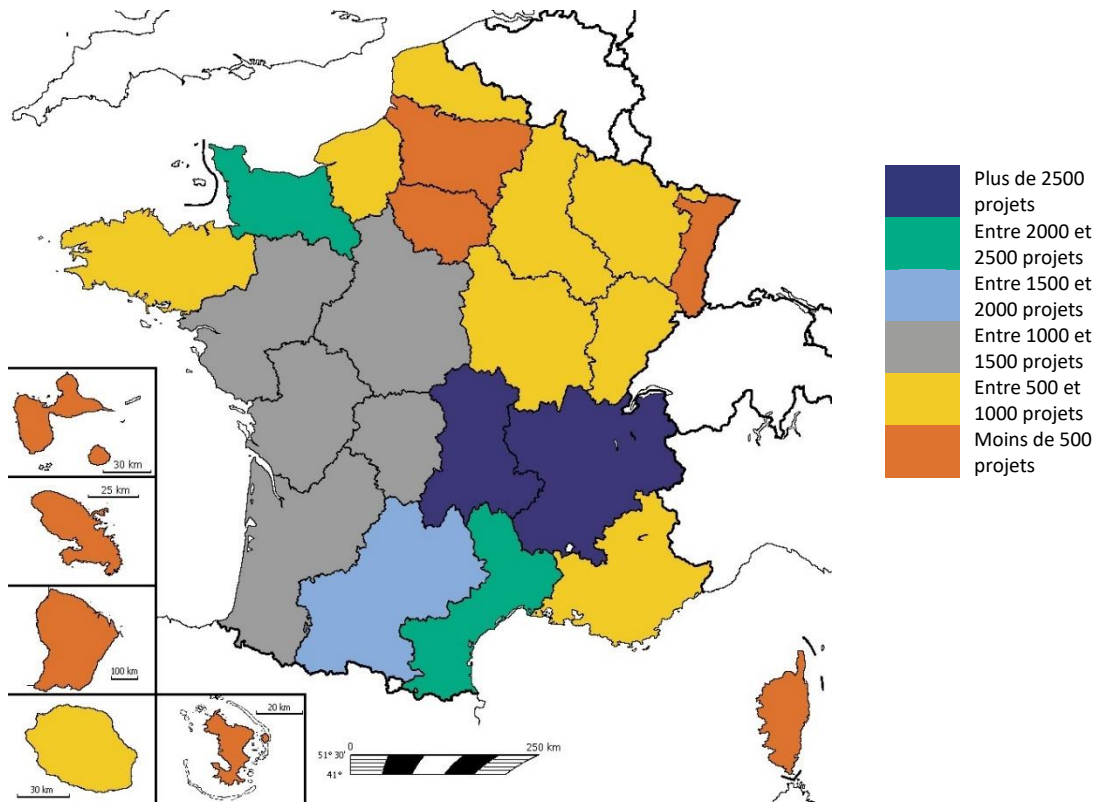 Plus de 2500
projets
Entre 2000 et
2500 projets
Entre 1500 et
2000 projets
Entre 1000 et
1500 projets
Entre 500 et
1000 projets
Moins de 500
projets
30 km
25 km
100 km
30 km
20 km
0 250 km
51° 30'
41°